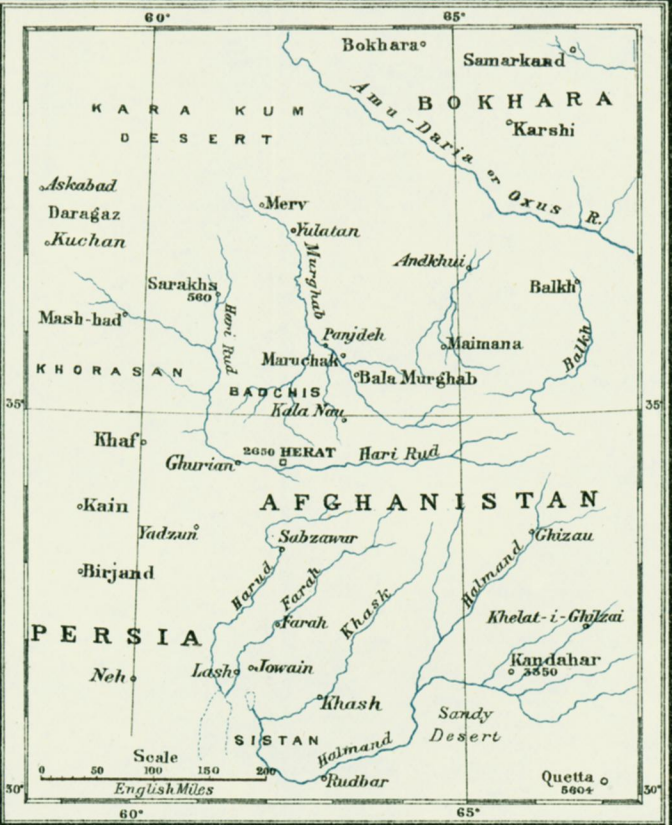 60° 65°
Bokhara
Samarkand
Amu-Daria or Oxus R.
BOKHARA
KARA KUM
DESERT
Karshi
Askabad
Merv
Daragaz
Yulatan
Kuchan
Murghab
Andkhui
Sarakhs
560
Balkh
Mash-had
Hari Rud
Panjdeh
Maimana
Balkh
Maruchak
KHORASAN
Bala Murghab
BADGHIS
35° 35°
Kala Nau
Khaf
2650 HERAT
Hari Rud
Ghurian
AFGHANISTAN
Kain
Yadzun
Sabzawar
Ghizau
Birjand
Harud
Farah
Halmand
Khask
Khelat-i-Ghilzai
Farah
PERSIA
Kandahar
3350
Neh
Lash
Jowain
Khash
Sandy
Desert
SISTAN
Halmand
Scale
0 50 100 150 200
English Miles
Rudbar
Quetta
5604
30° 30°
60° 65°